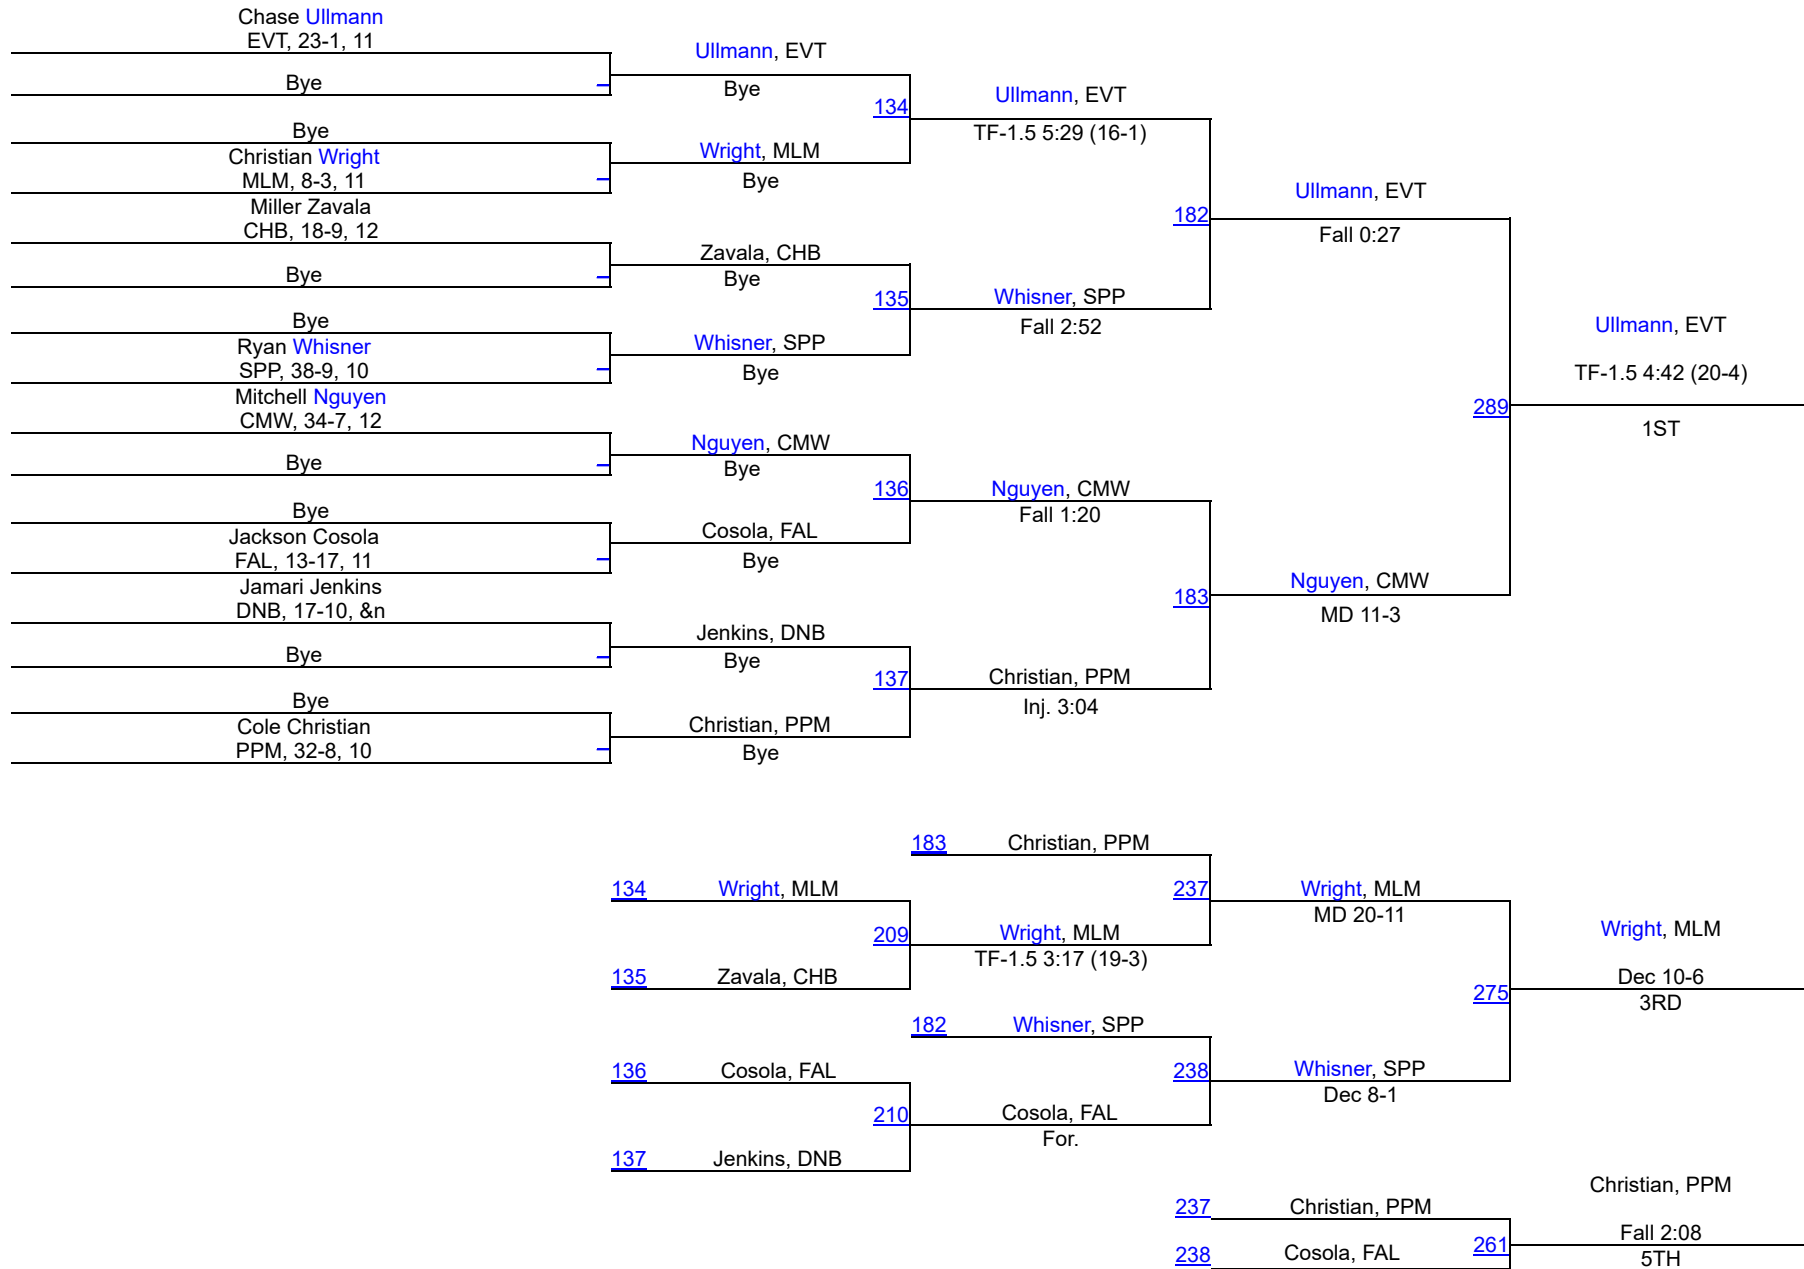 Chase Ullmann
EVT, 23-1, 11
Bye
Bye
Christian Wright
MLM, 8-3, 11
Miller Zavala
CHB, 18-9, 12
Bye
Bye
Ryan Whisner
SPP, 38-9, 10
Mitchell Nguyen
CMW, 34-7, 12
Bye
Bye
Jackson Cosola
FAL, 13-17, 11
Jamari Jenkins
DNB, 17-10, &n
Bye
Bye
Cole Christian
PPM, 32-8, 10
Ullmann, EVT
Bye
134
Wright, MLM
Bye
Zavala, CHB
Bye
135
Whisner, SPP
Bye
Nguyen, CMW
Bye
136
Cosola, FAL
Bye
Jenkins, DNB
Bye
137
Christian, PPM
Bye
Ullmann, EVT
TF-1.5 5:29 (16-1)
182
Whisner, SPP
Fall 2:52
Nguyen, CMW
Fall 1:20
183
Christian, PPM
Inj. 3:04
Ullmann, EVT
Fall 0:27
289
Nguyen, CMW
MD 11-3
Ullmann, EVT
TF-1.5 4:42 (20-4)
1ST
134 Wright, MLM
209
135 Zavala, CHB
136 Cosola, FAL
210
137 Jenkins, DNB
183 Christian, PPM
237
Wright, MLM
TF-1.5 3:17 (19-3)
182 Whisner, SPP
238
Cosola, FAL
For.
Wright, MLM
MD 20-11
275
Whisner, SPP
Dec 8-1
Wright, MLM
Dec 10-6
3RD
237 Christian, PPM
238 Cosola, FAL
261
Christian, PPM
Fall 2:08
5TH